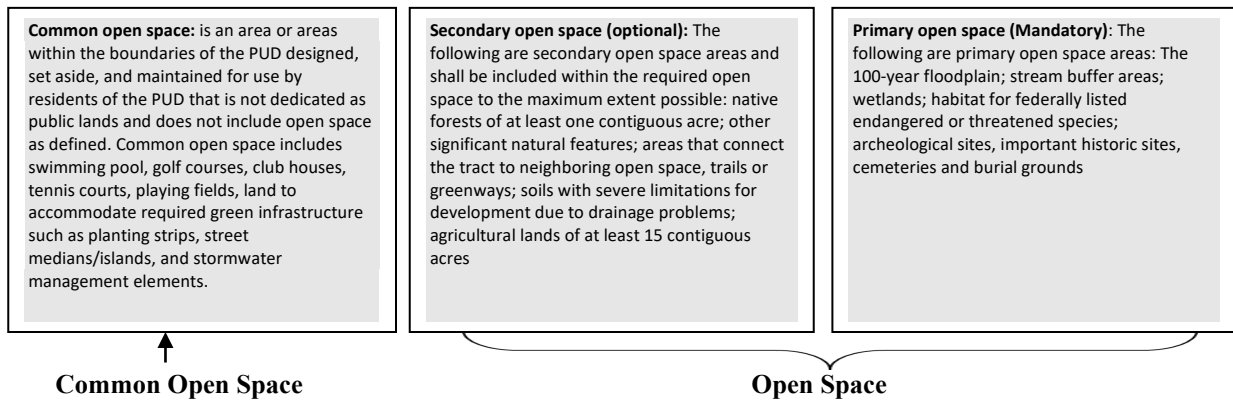 Common open space: is an area or areas
within the boundaries of the PUD designed,
set aside, and maintained for use by
residents of the PUD that is not dedicated as
public lands and does not include open space
as defined. Common open space includes
swimming pool, golf courses, club houses,
tennis courts, playing fields, land to
accommodate required green infrastructure
such as planting strips, street
medians/islands, and stormwater
management elements.
Secondary open space (optional): The
following are secondary open space areas and
shall be included within the required open
space to the maximum extent possible: native
forests of at least one contiguous acre; other
significant natural features; areas that connect
the tract to neighboring open space, trails or
greenways; soils with severe limitations for
development due to drainage problems;
agricultural lands of at least 15 contiguous
acres
Primary open space (Mandatory): The
following are primary open space areas: The
100-year floodplain; stream buffer areas;
wetlands; habitat for federally listed
endangered or threatened species;
archeological sites, important historic sites,
cemeteries and burial grounds
Common Open Space
Open Space